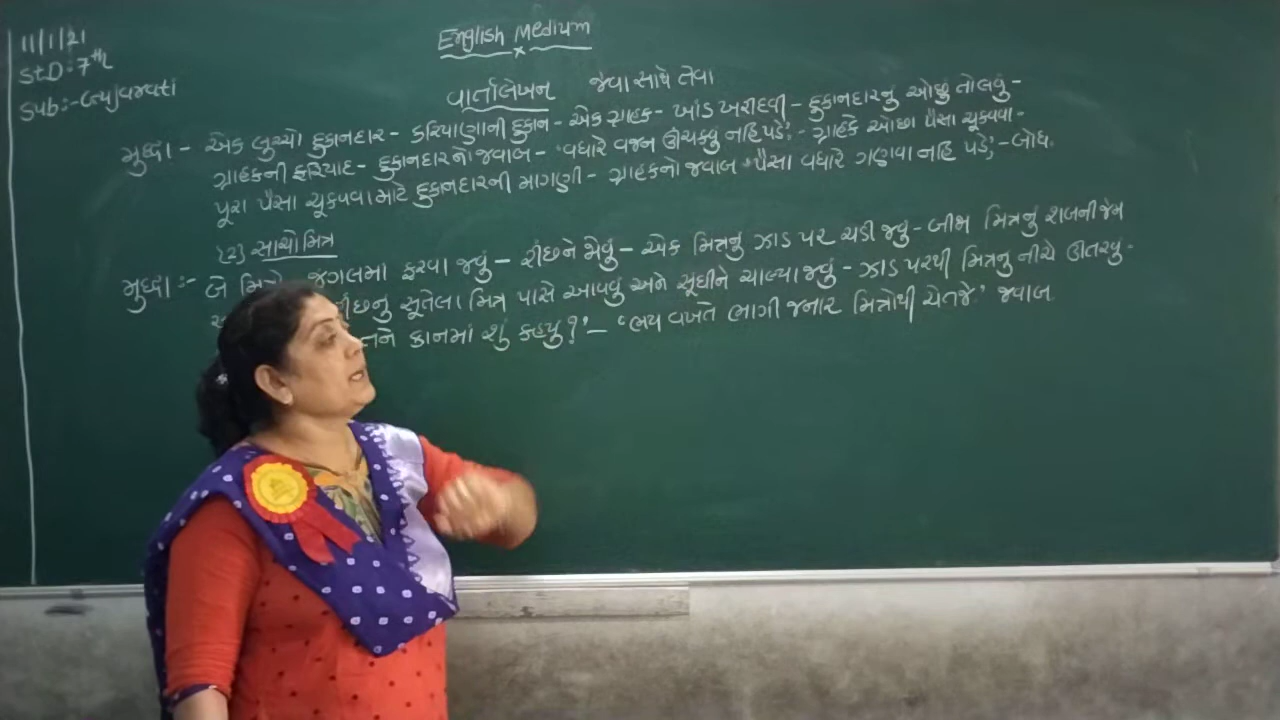 11/1/21
English Medium
STD:-7th
Sub:-Gujarati
વાર્તાલેખન જેવા સાથે તેવા
મુદ્દા - એક લુચ્ચો દુકાનદાર - કરિયાણાની દુકાન - એક ગ્રાહક - ખાંડ ખરીદવી - દુકાનદારનુ ઓછું તોલવું -
ગ્રાહકની ફરિયાદ - દુકાનદારનો જવાબ - 'વધારે વજન ઊંચકવુ નહિ પડે,' - ગ્રાહકે ઓછા પૈસા ચૂકવવા -
પૂરા પૈસા ચૂકવવા માટે દુકાનદારની માગણી - ગ્રાહકનો જવાબ 'પૈસા વધારે ગણવા નહિ પડે,' - બોધ.
(2) સાચો મિત્ર
મુદ્દા :- બે મિત્રો જંગલમા ફરવા જવું - રીંછને જોવું - એક મિત્રનું ઝાડ પર ચડી જવું - બીજા મિત્રનું શબની જેમ
રીંછનુ સૂતેલા મિત્ર પાસે આવવું અને સૂંઘીને ચાલ્યા જવું - ઝાડ પરથી મિત્રનુ નીચે ઊતરવુ -
તને કાનમાં શું કહ્યુ ?' - 'ભય વખતે ભાગી જનાર મિત્રોથી ચેતજે' જવાબ